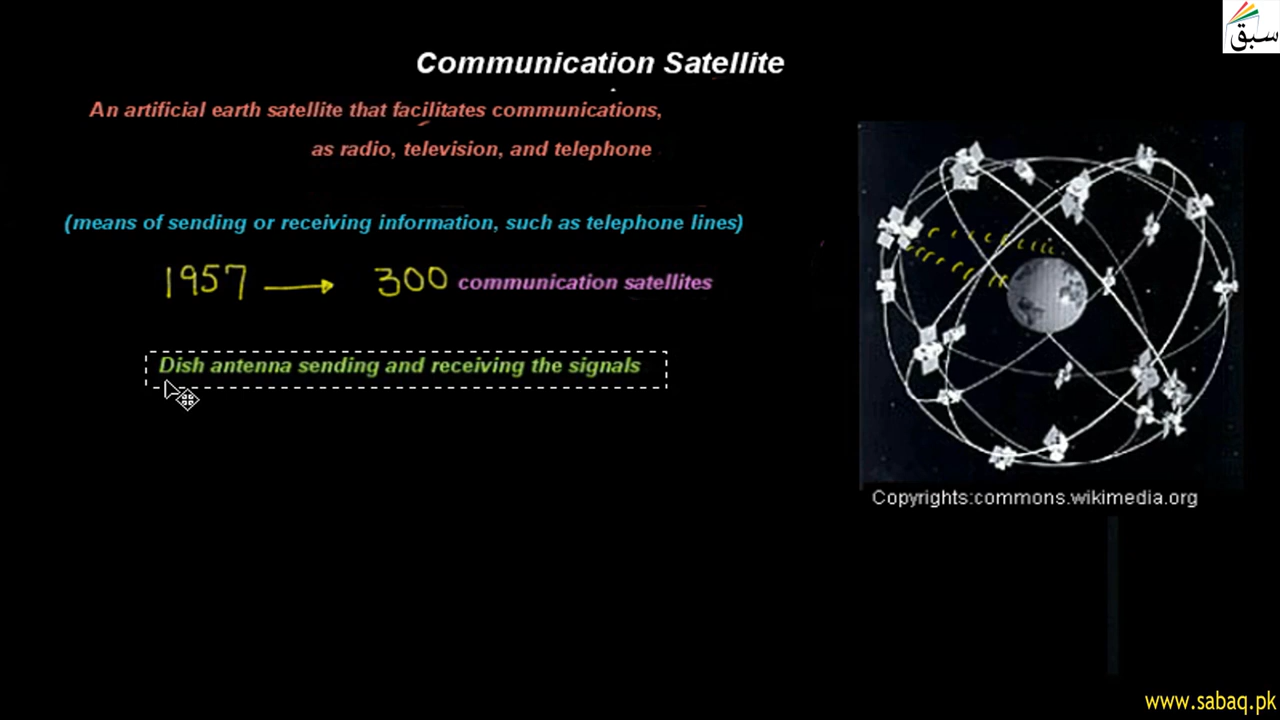 سبق
Communication Satellite
An artificial earth satellite that facilitates communications,
as radio, television, and telephone
(means of sending or receiving information, such as telephone lines)
1957 → 300 communication satellites
Dish antenna sending and receiving the signals
Copyrights:commons.wikimedia.org
www.sabaq.pk